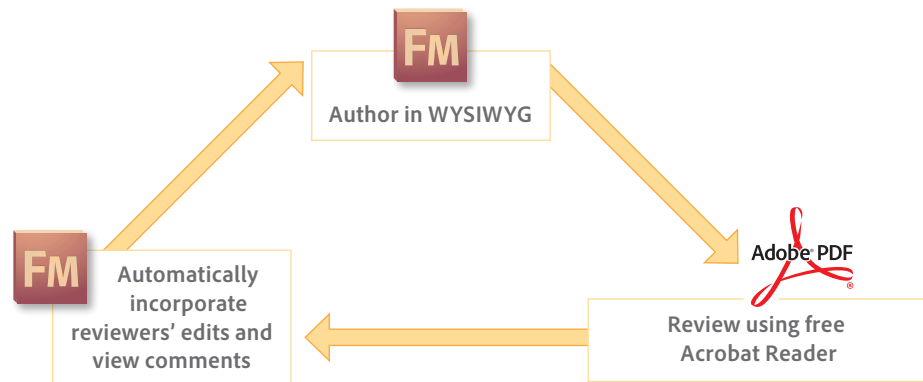 FM
Author in WYSIWYG
Adobe® PDF
®
Review using free
Acrobat Reader
FM
Automatically
incorporate
reviewers’ edits and
view comments